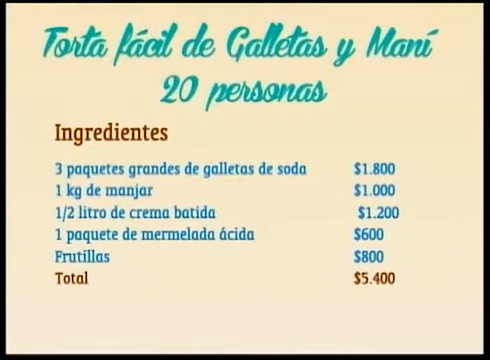 Torta fácil de Galletas y Maní
20 personas
Ingredientes
3 paquetes grandes de galletas de soda $1.800
1 kg de manjar $1.000
1/2 litro de crema batida $1.200
1 paquete de mermelada ácida $600
Frutillas $800
Total $5.400